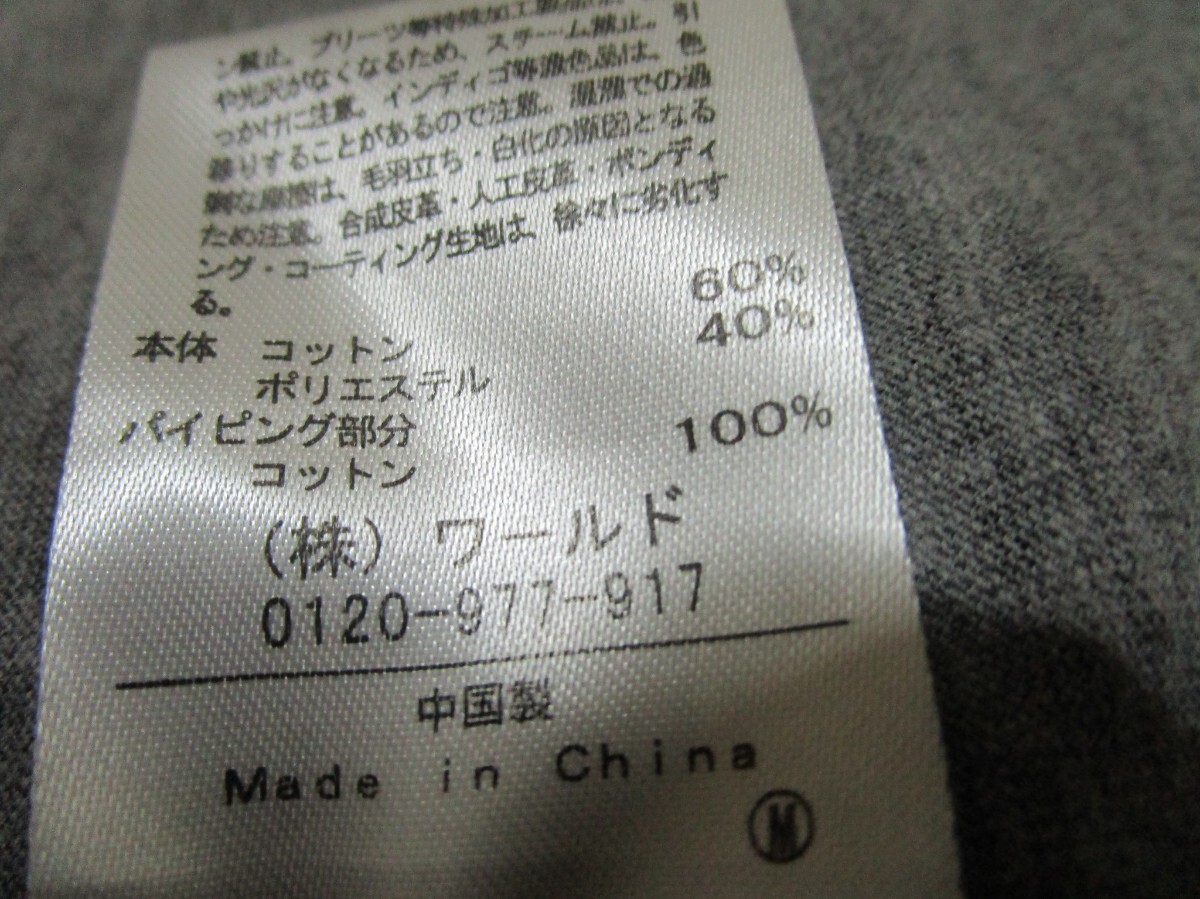 ン禁止。プリーツ等特殊加工製品
や光沢がなくなるため、スチーム禁止。引
っかけに注意。インディゴ等濃色品は、色
移りすることがあるので注意。湿潤での過
剰な摩擦は、毛羽立ち・白化の原因となる
ため注意。合成皮革・人工皮革・ボンディ
ング・コーティング生地は、徐々に劣化す
る。
本体 コットン 60%
ポリエステル 40%
パイピング部分
コットン 100%
(株) ワールド
0120-977-917
中国製
Made in China
M